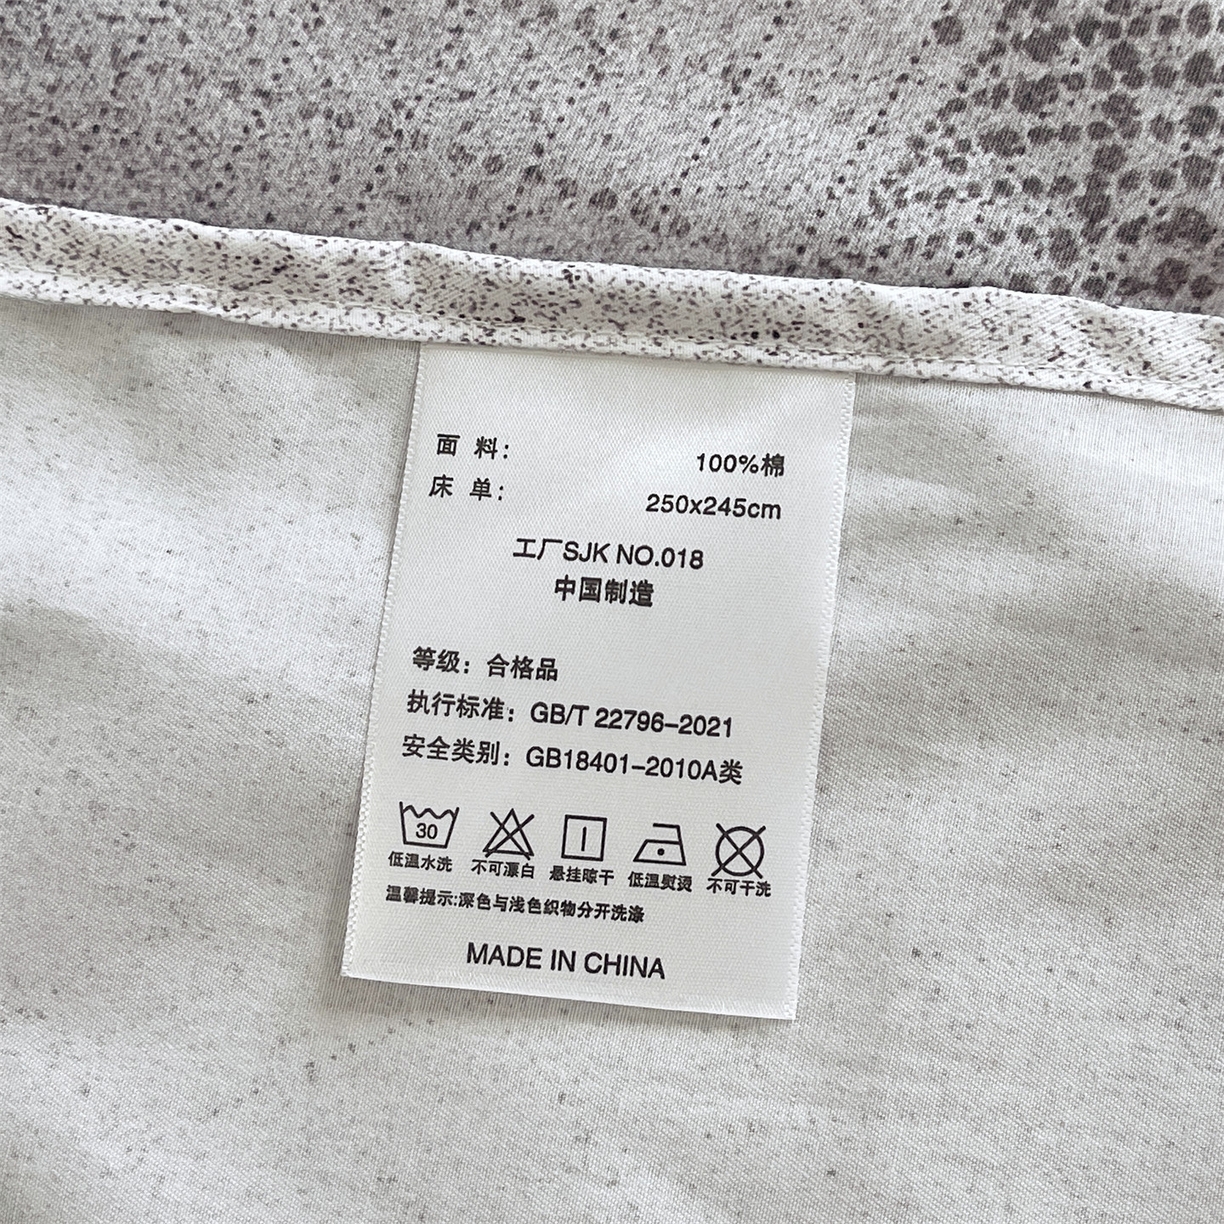 面 料： 100%棉
床 单： 250x245cm
工厂SJK NO.018
中国制造
等级：合格品
执行标准：GB/T 22796-2021
安全类别：GB18401-2010A类
30
低温水洗 不可漂白 悬挂晾干 低温熨烫 不可干洗
温馨提示:深色与浅色织物分开洗涤
MADE IN CHINA